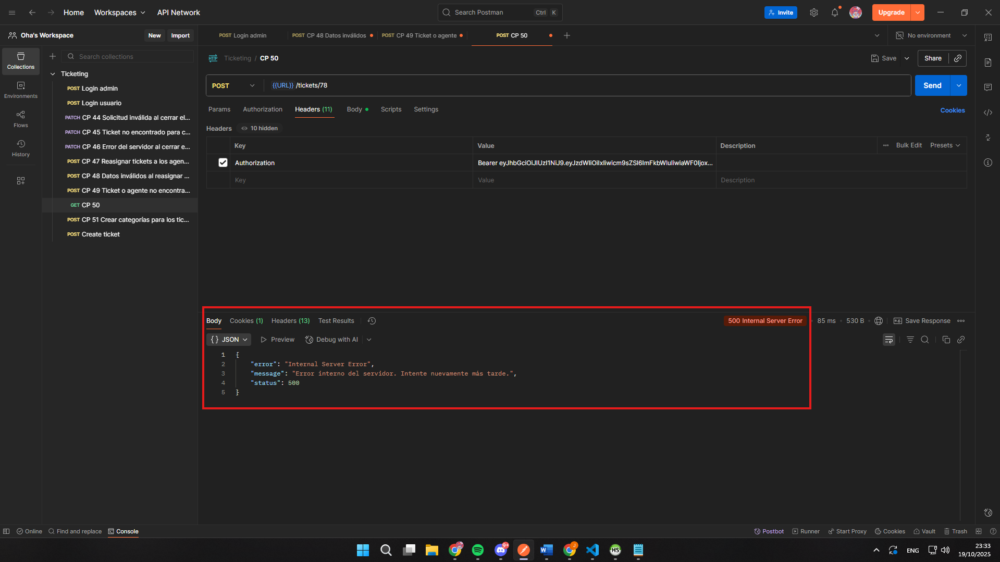 Home Workspaces API Network
Search Postman Ctrl K
Invite
Upgrade
Oha's Workspace New Import
POST Login admin POST CP 48 Datos inválidos POST CP 49 Ticket o agente POST CP 50
No environment
Collections
Environments
Flows
History
Search collections
Ticketing
POST Login admin
POST Login usuario
PATCH CP 44 Solicitud inválida al cerrar el...
PATCH CP 45 Ticket no encontrado para c...
PATCH CP 46 Error del servidor al cerrar e...
POST CP 47 Reasignar tickets a los agen...
POST CP 48 Datos inválidos al reasignar ...
POST CP 49 Ticket o agente no encontra...
GET CP 50
POST CP 51 Crear categorías para los tic...
POST Create ticket
HTTP Ticketing / CP 50
Save Share
POST {{URL}} /tickets/78 Send
Params Authorization Headers (11) Body Scripts Settings Cookies
Headers 10 hidden
Key Value Description Bulk Edit Presets
Authorization Bearer eyJhbGciOiJIUzI1NiJ9.eyJzdWIiOiIxIiwicm9sZSI6ImFkbWluIiwiaWF0Ijox...
Key Value Description
Body Cookies (1) Headers (13) Test Results 500 Internal Server Error 85 ms 530 B e.g. Save Response
{} JSON Preview Debug with AI
1 {
2 "error": "Internal Server Error",
3 "message": "Error interno del servidor. Intente nuevamente más tarde.",
4 "status": 500
5 }
Online Find and replace Console
Postbot Runner Start Proxy Cookies Vault Trash
9+ W J HS
ENG
23:33
19/10/2025